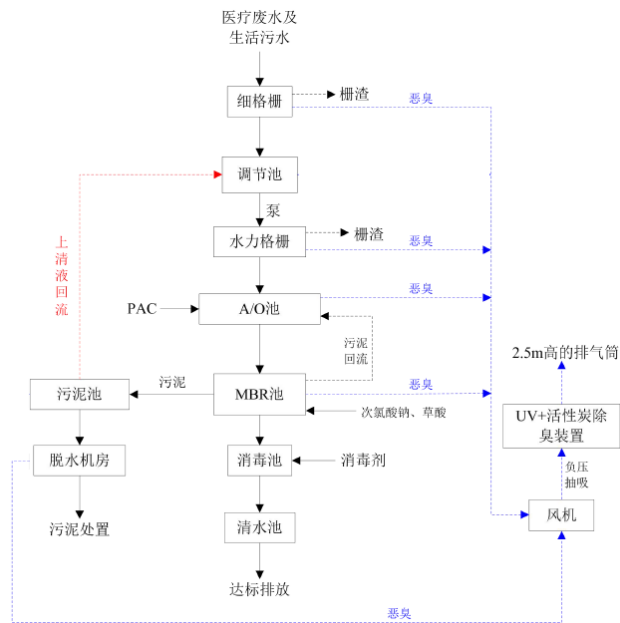 医疗废水及
生活污水
细格栅
栅渣
恶臭
调节池
泵
水力格栅
栅渣
恶臭
上清液回流
PAC
A/O池
恶臭
污泥
回流
2.5m高的排气筒
污泥池
污泥
MBR池
恶臭
次氯酸钠、草酸
UV+活性炭除
臭装置
脱水机房
消毒池
消毒剂
负压
抽吸
污泥处置
清水池
风机
达标排放
恶臭